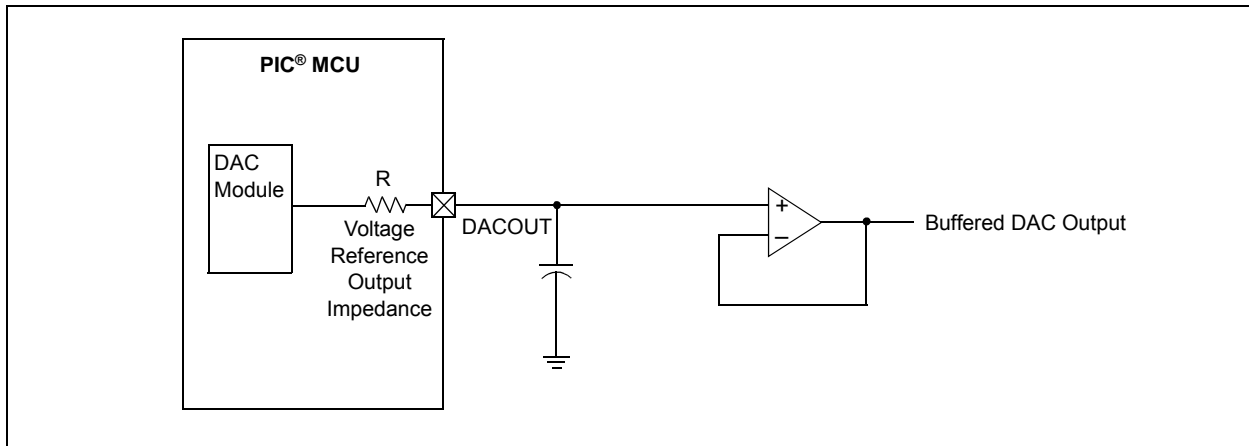 PIC® MCU
DAC
Module
R
Voltage
Reference
Output
Impedance
DACOUT
+
–
Buffered DAC Output